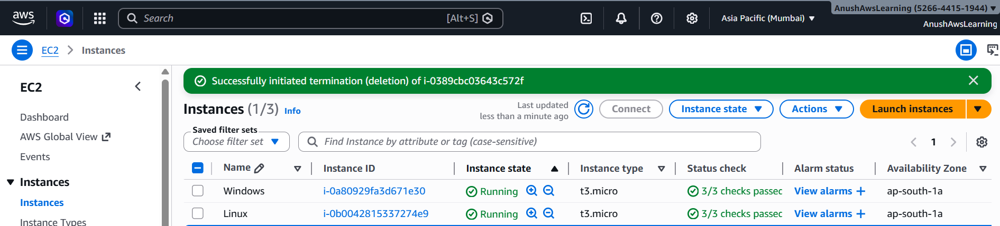 aws
Search
[Alt+S]
Asia Pacific (Mumbai)
AnushAwsLearning (5266-4415-1944)
AnushAwsLearning
EC2
Instances
EC2
Dashboard
AWS Global View
Events
Instances
Instances
Instance Types
Successfully initiated termination (deletion) of i-0389cbc03643c572f
Instances (1/3) Info
Last updated
less than a minute ago
Connect
Instance state
Actions
Launch instances
Saved filter sets
Choose filter set
Find Instance by attribute or tag (case-sensitive)
1
Name Instance ID Instance state Instance type Status check Alarm status Availability Zone
Windows i-0a80929fa3d671e30 Running t3.micro 3/3 checks passed View alarms + ap-south-1a
Linux i-0b0042815337274e9 Running t3.micro 3/3 checks passed View alarms + ap-south-1a